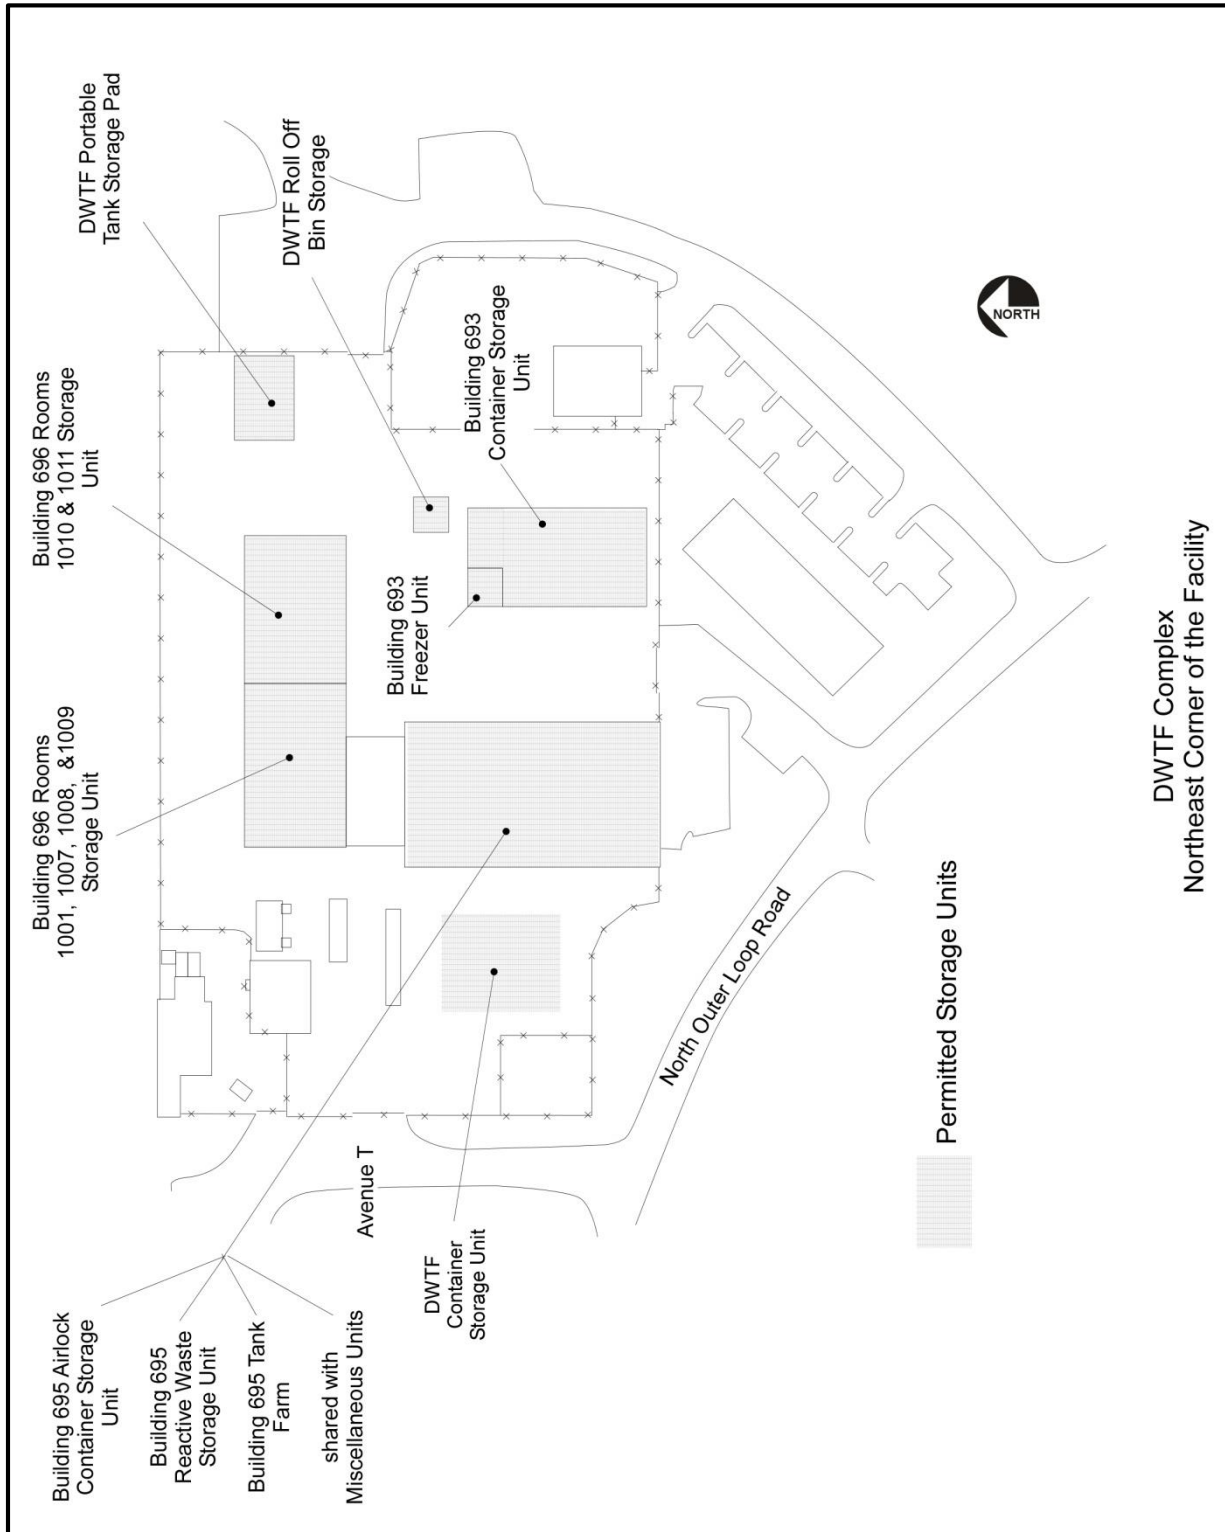 Building 695 Airlock
Container Storage
Unit
Building 695
Reactive Waste
Storage Unit
Building 695 Tank
Farm
shared with
Miscellaneous Units
Building 696 Rooms
1001, 1007, 1008, &1009
Storage Unit
Building 696 Rooms
1010 & 1011 Storage
Unit
DWTF Portable
Tank Storage Pad
DWTF Roll Off
Bin Storage
Building 693
Freezer Unit
Building 693
Container Storage
Unit
Avenue T
DWTF
Container
Storage Unit
North Outer Loop Road
NORTH
Permitted Storage Units
DWTF Complex
Northeast Corner of the Facility